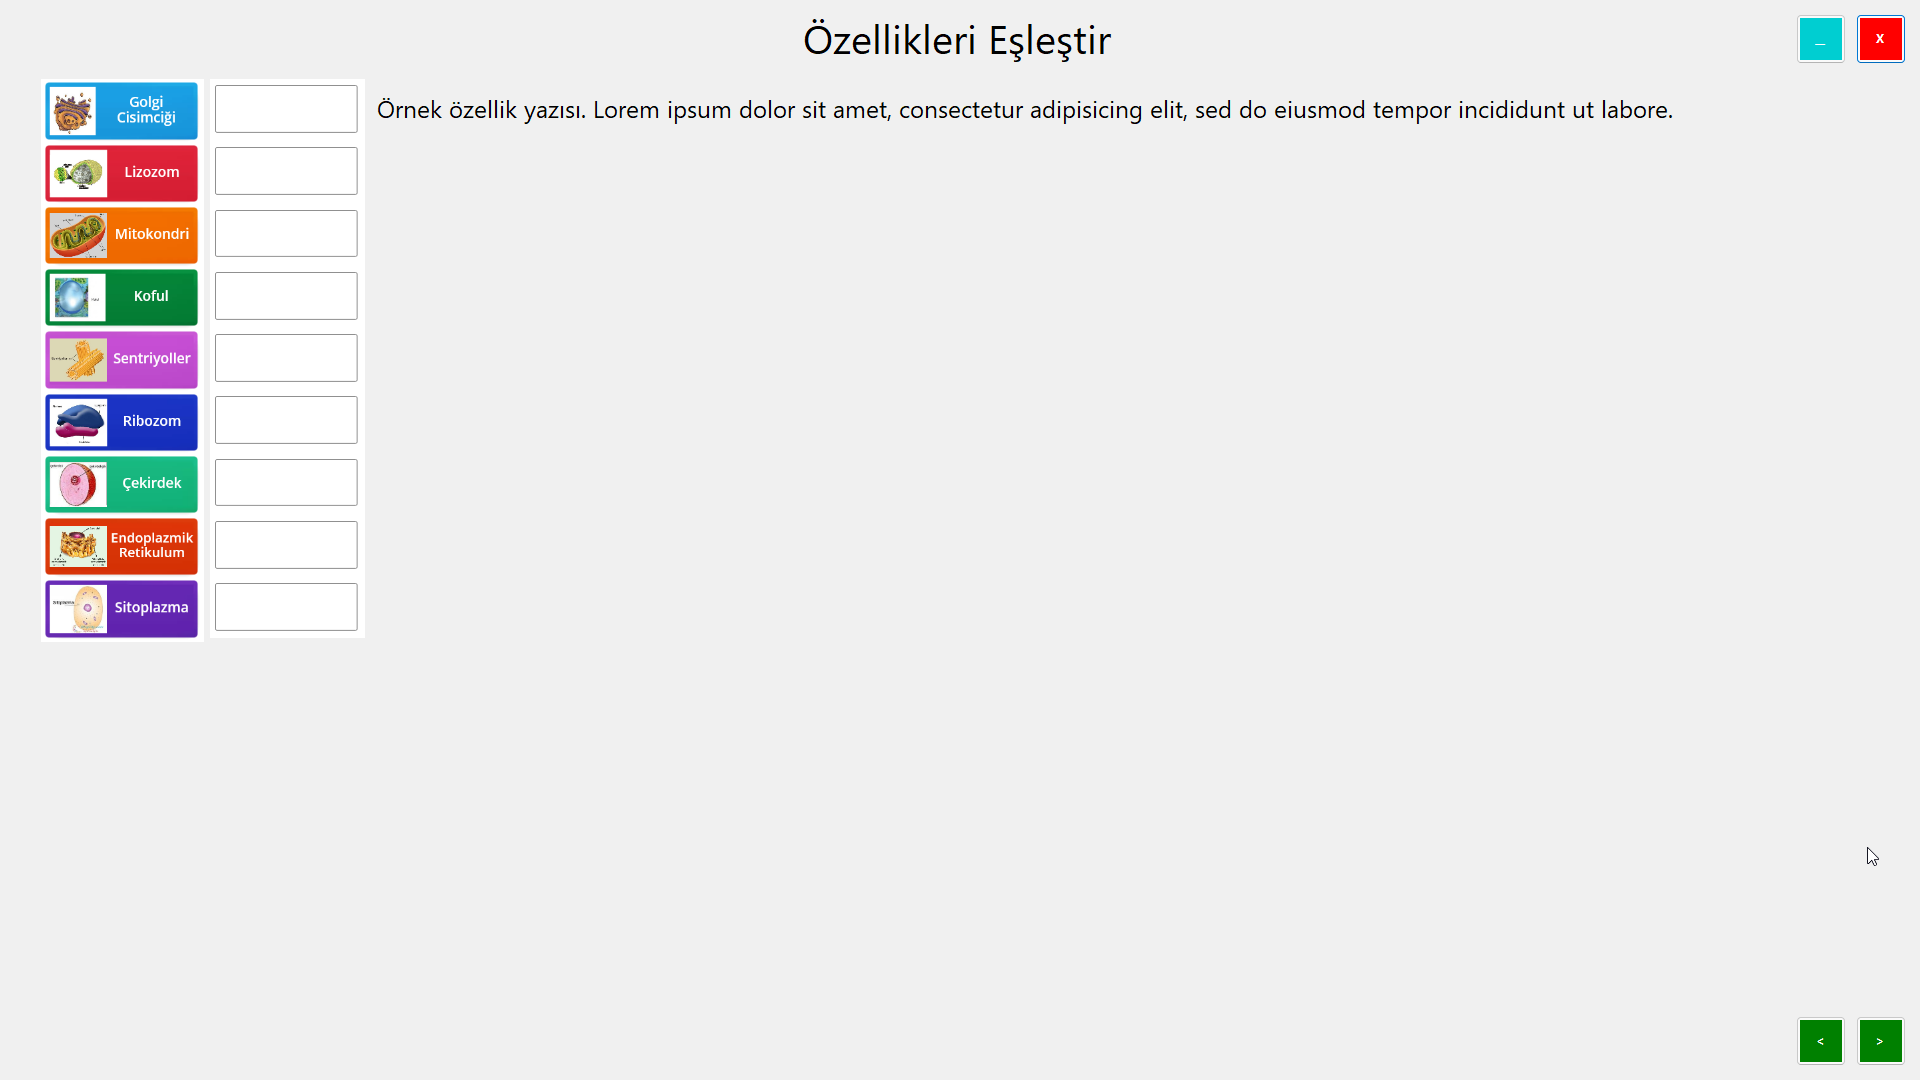 Özellikleri Eşleştir
_
x
Golgi
Cisimciği
Örnek özellik yazısı. Lorem ipsum dolor sit amet, consectetur adipisicing elit, sed do eiusmod tempor incididunt ut labore.
Lizozom
Mitokondri
Koful
Sentriyoller
Ribozom
Çekirdek
Endoplazmik
Retikulum
Sitoplazma
<
>